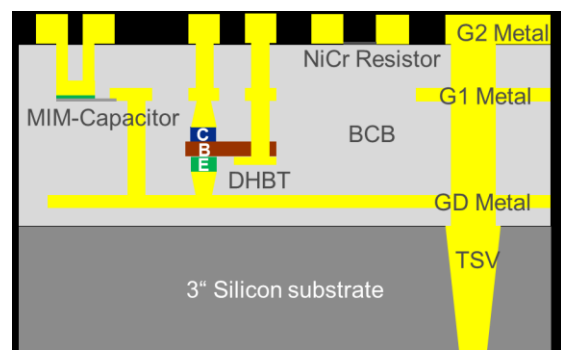 G2 Metal
NiCr Resistor
G1 Metal
MIM-Capacitor
C
BCB
B
E
DHBT
GD Metal
TSV
3“ Silicon substrate